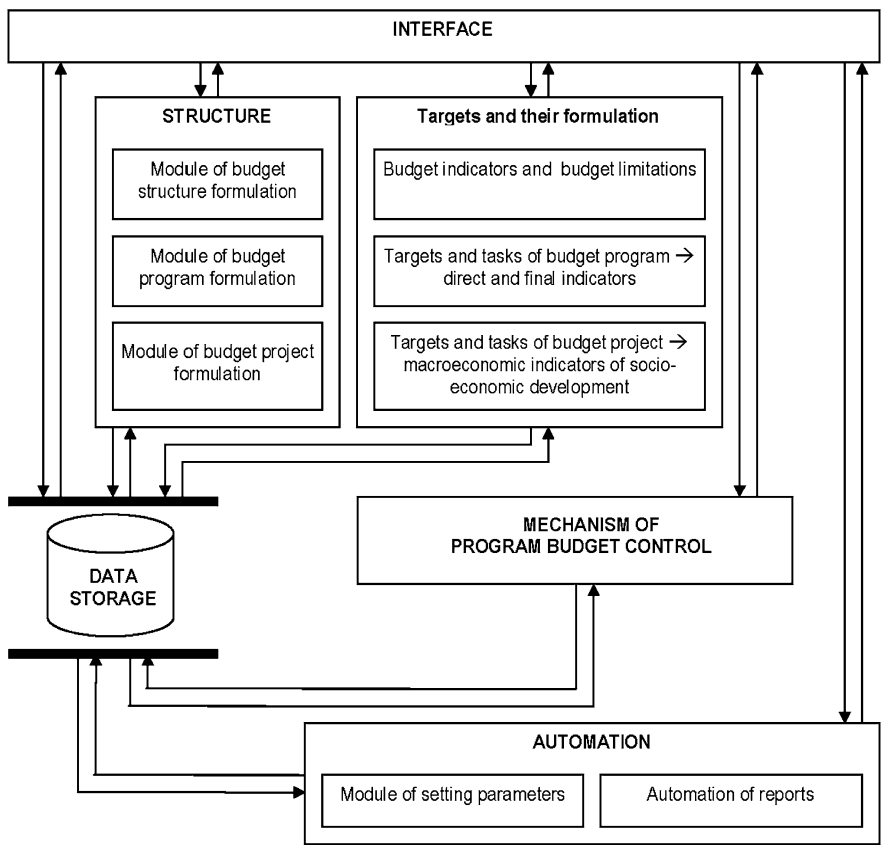 INTERFACE
STRUCTURE
Module of budget
structure formulation
Module of budget
program formulation
Module of budget project
formulation
Targets and their formulation
Budget indicators and budget limitations
Targets and tasks of budget program →
direct and final indicators
Targets and tasks of budget project →
macroeconomic indicators of socio-
economic development
MECHANISM OF
PROGRAM BUDGET CONTROL
DATA
STORAGE
AUTOMATION
Module of setting parameters
Automation of reports